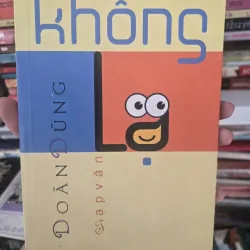 không
Lạ.
ĐOÀN DŨNG
tạp văn